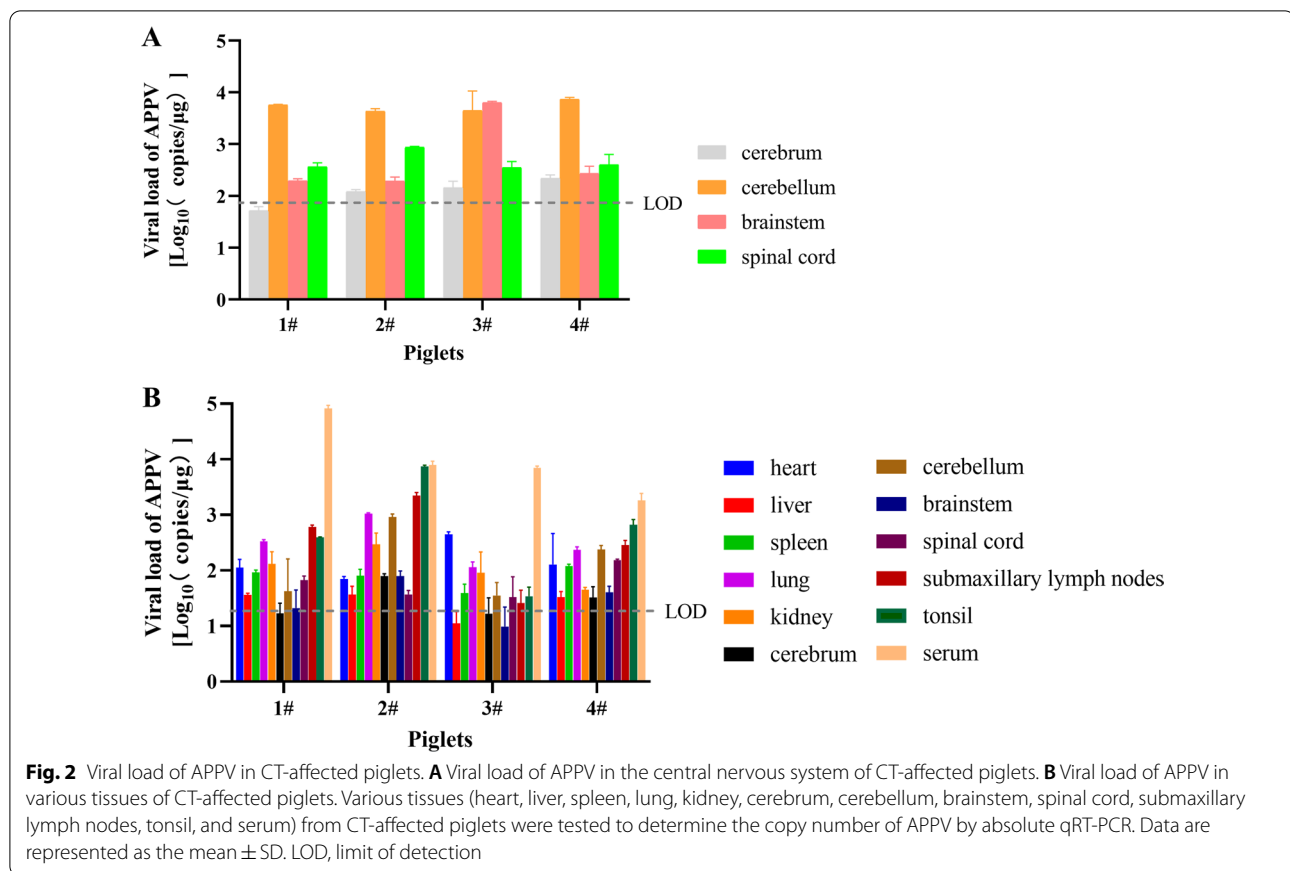 A
Viral load of APPV
[Log₁₀( copies/μg) ]
5
4
3
2
1
0
LOD
1#
2#
3#
4#
Piglets
cerebrum
cerebellum
brainstem
spinal cord
B
Viral load of APPV
[Log₁₀( copies/μg) ]
5
4
3
2
1
0
LOD
1#
2#
3#
4#
Piglets
heart
liver
spleen
lung
kidney
cerebrum
cerebellum
brainstem
spinal cord
submaxillary lymph nodes
tonsil
serum
Fig. 2 Viral load of APPV in CT-affected piglets. A Viral load of APPV in the central nervous system of CT-affected piglets. B Viral load of APPV in
various tissues of CT-affected piglets. Various tissues (heart, liver, spleen, lung, kidney, cerebrum, cerebellum, brainstem, spinal cord, submaxillary
lymph nodes, tonsil, and serum) from CT-affected piglets were tested to determine the copy number of APPV by absolute qRT-PCR. Data are
represented as the mean ± SD. LOD, limit of detection